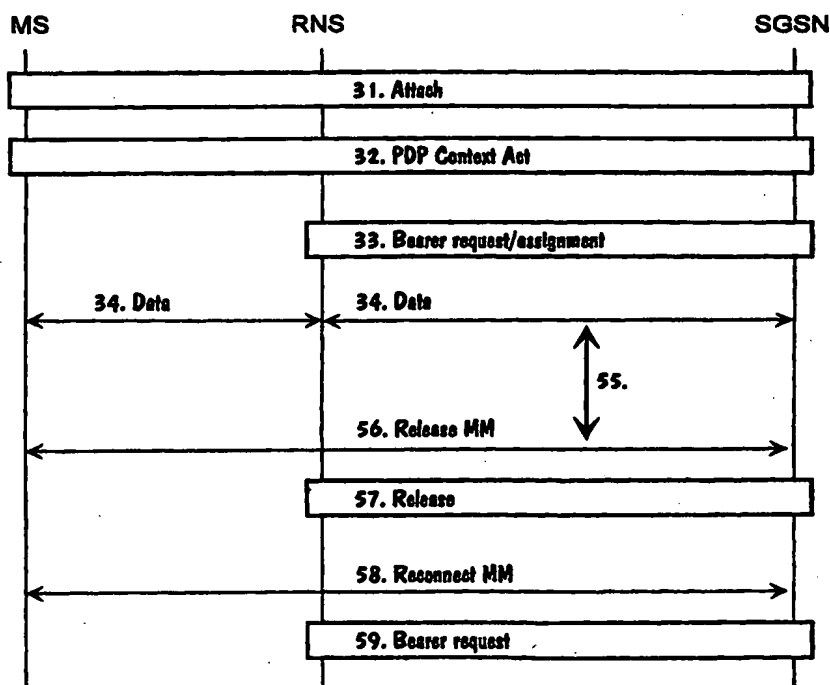 MS RNS SGSN
31. Attach
32. PDP Context Act
33. Bearer request/assignment
34. Data 34. Data
55.
56. Release MM
57. Release
58. Reconnect MM
59. Bearer request